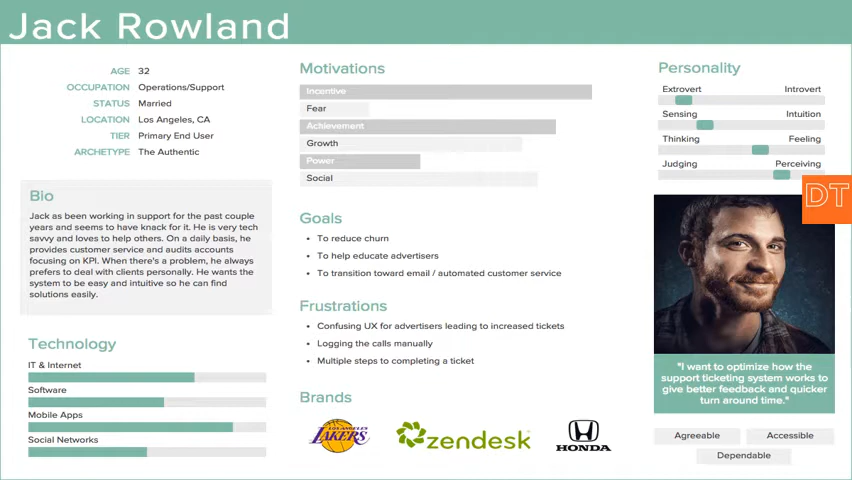 Jack Rowland
AGE 32
OCCUPATION Operations/Support
STATUS Married
LOCATION Los Angeles, CA
TIER Primary End User
ARCHETYPE The Authentic
Bio
Jack as been working in support for the past couple
years and seems to have knack for it. He is very tech
savvy and loves to help others. On a daily basis, he
provides customer service and audits accounts
focusing on KPI. When there's a problem, he always
prefers to deal with clients personally. He wants the
system to be easy and intuitive so he can find
solutions easily.
Technology
IT & Internet
Software
Mobile Apps
Social Networks
Motivations
Incentive
Fear
Achievement
Growth
Power
Social
Goals
• To reduce churn
• To help educate advertisers
• To transition toward email / automated customer service
Frustrations
• Confusing UX for advertisers leading to increased tickets
• Logging the calls manually
• Multiple steps to completing a ticket
Brands
LOS ANGELES
LAKERS
zendesk
HONDA
Personality
Extrovert Introvert
Sensing Intuition
Thinking Feeling
Judging Perceiving
DT
"I want to optimize how the
support ticketing system works to
give better feedback and quicker
turn around time."
Agreeable Accessible
Dependable